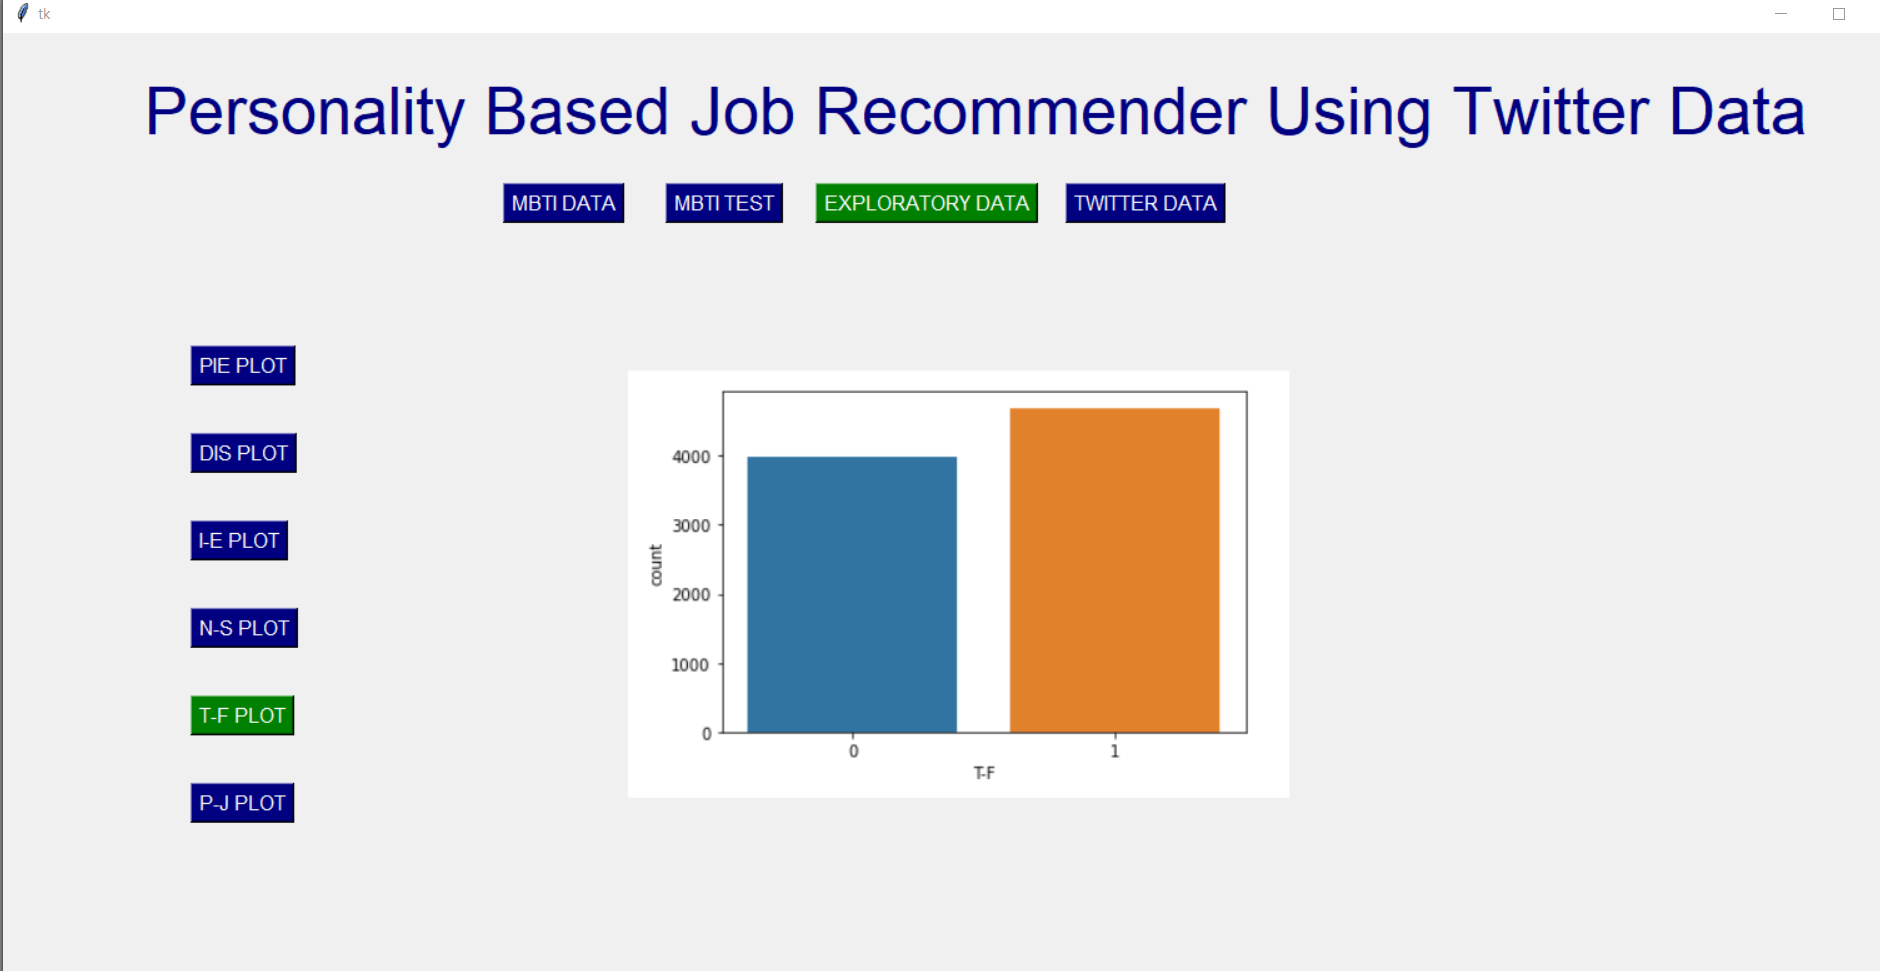 tk
Personality Based Job Recommender Using Twitter Data
MBTI DATA MBTI TEST EXPLORATORY DATA TWITTER DATA
PIE PLOT
DIS PLOT
I-E PLOT
N-S PLOT
T-F PLOT
P-J PLOT
4000
3000
2000
1000
0
count
0 1
T-F